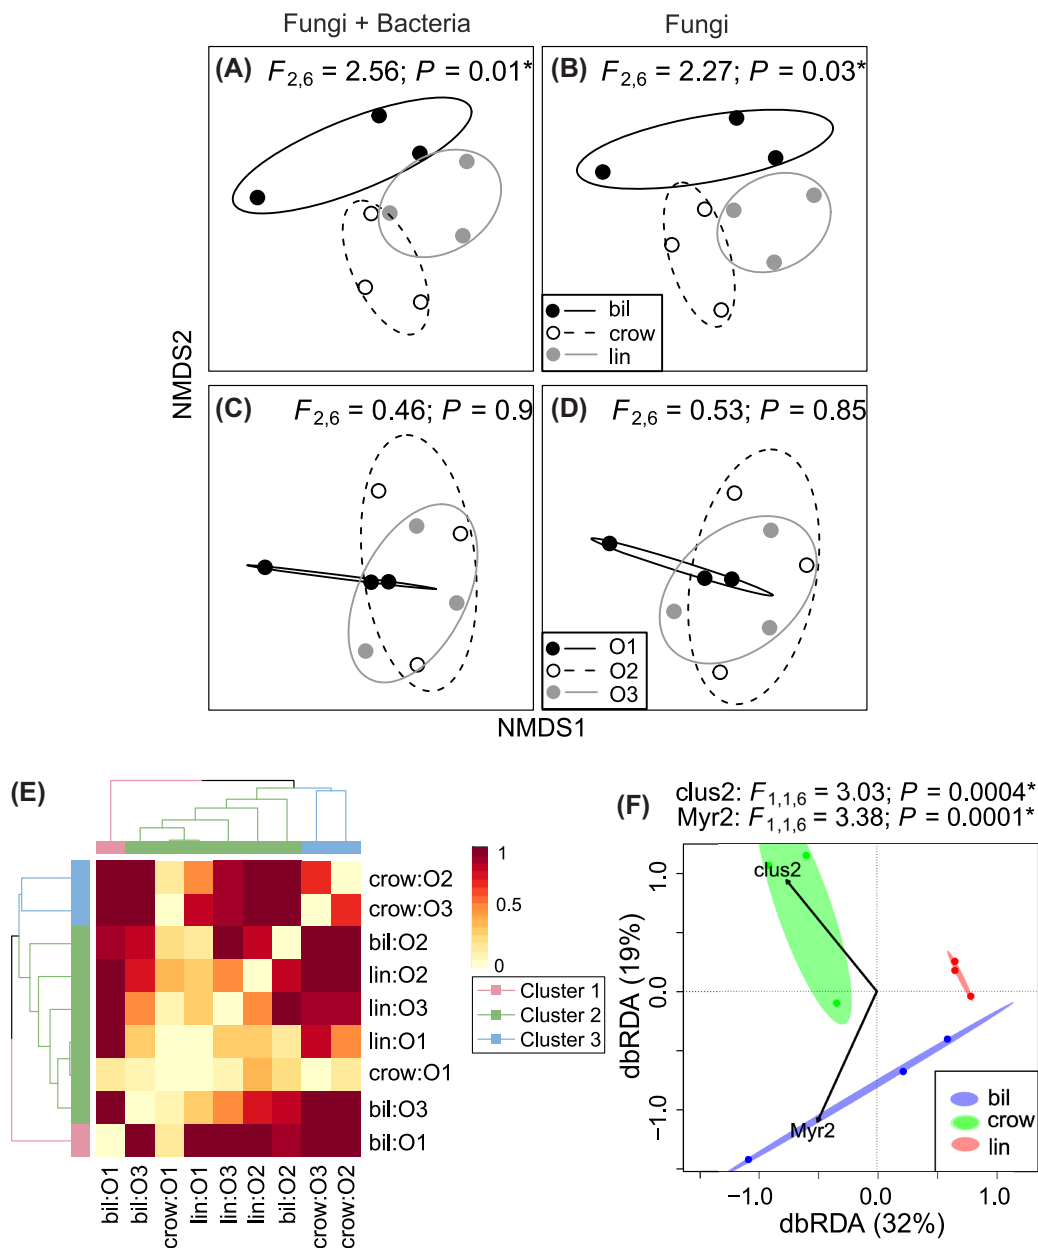 Fungi + Bacteria
Fungi
(A) F2,6 = 2.56; P = 0.01*
(B) F2,6 = 2.27; P = 0.03*
bil
crow
lin
NMDS2
(C) F2,6 = 0.46; P = 0.9
(D) F2,6 = 0.53; P = 0.85
O1
O2
O3
NMDS1
(E)
1
0.5
0
crow:O2
crow:O3
bil:O2
lin:O2
lin:O3
lin:O1
crow:O1
bil:O3
bil:O1
Cluster 1
Cluster 2
Cluster 3
bil:O1
bil:O3
crow:O1
lin:O1
lin:O3
lin:O2
bil:O2
crow:O3
crow:O2
(F)
clus2: F1,1,6 = 3.03; P = 0.0004*
Myr2: F1,1,6 = 3.38; P = 0.0001*
dbRDA (19%)
1.0
0.0
−1.0
clus2
Myr2
bil
crow
lin
−1.0
0.0
1.0
dbRDA (32%)